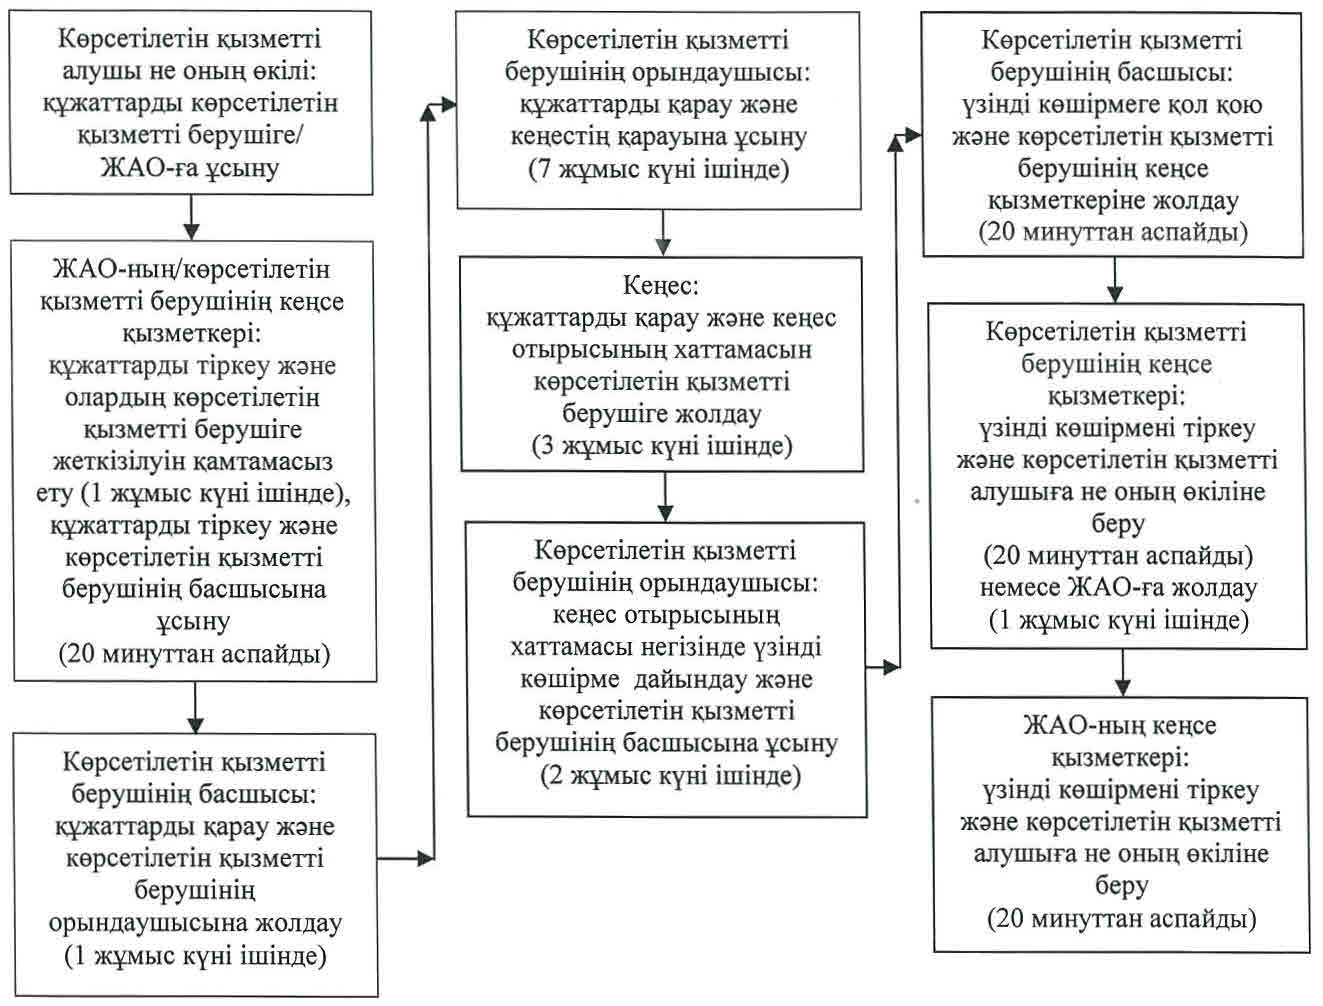 Көрсетілетін қызметті
алушы не оның өкілі:
құжаттарды көрсетілетін
қызметті берушіге/
ЖАО-ға ұсыну
ЖАО-ның/көрсетілетін
қызметті берушінің кеңсе
қызметкері:
құжаттарды тіркеу және
олардың көрсетілетін
қызметті берушіге
жеткізілуін қамтамасыз
ету (1 жұмыс күні ішінде),
құжаттарды тіркеу және
көрсетілетін қызметті
берушінің басшысына
ұсыну
(20 минуттан аспайды)
Көрсетілетін қызметті
берушінің басшысы:
құжаттарды қарау және
көрсетілетін қызметті
берушінің
орындаушысына жолдау
(1 жұмыс күні ішінде)
Көрсетілетін қызметті
берушінің орындаушысы:
құжаттарды қарау және
кеңестің қарауына ұсыну
(7 жұмыс күні ішінде)
Кеңес:
құжаттарды қарау және кеңес
отырысының хаттамасын
көрсетілетін қызметті
берушіге жолдау
(3 жұмыс күні ішінде)
Көрсетілетін қызметті
берушінің орындаушысы:
кеңес отырысының
хаттамасы негізінде үзінді
көшірме дайындау және
көрсетілетін қызметті
берушінің басшысына ұсыну
(2 жұмыс күні ішінде)
Көрсетілетін қызметті
берушінің басшысы:
үзінді көшірмеге қол қою
және көрсетілетін қызметті
берушінің кеңсе
қызметкеріне жолдау
(20 минуттан аспайды)
Көрсетілетін қызметті
берушінің кеңсе
қызметкері:
үзінді көшірмені тіркеу
және көрсетілетін қызметті
алушыға не оның өкіліне
беру
(20 минуттан аспайды)
немесе ЖАО-ға жолдау
(1 жұмыс күні ішінде)
ЖАО-ның кеңсе
қызметкері:
үзінді көшірмені тіркеу
және көрсетілетін қызметті
алушыға не оның өкіліне
беру
(20 минуттан аспайды)